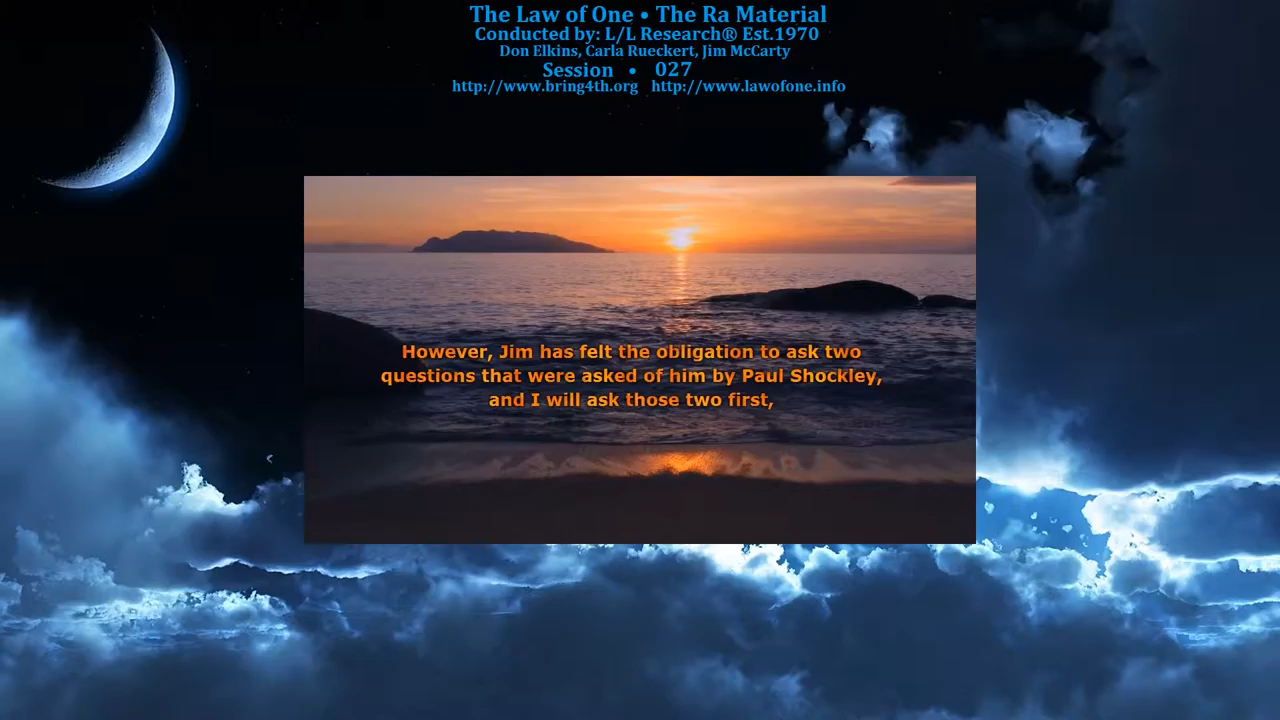 The Law of One • The Ra Material
Conducted by: L/L Research® Est.1970
Don Elkins, Carla Rueckert, Jim McCarty
Session • 027
http://www.bring4th.org http://www.lawofone.info
However, Jim has felt the obligation to ask two
questions that were asked of him by Paul Shockley,
and I will ask those two first,